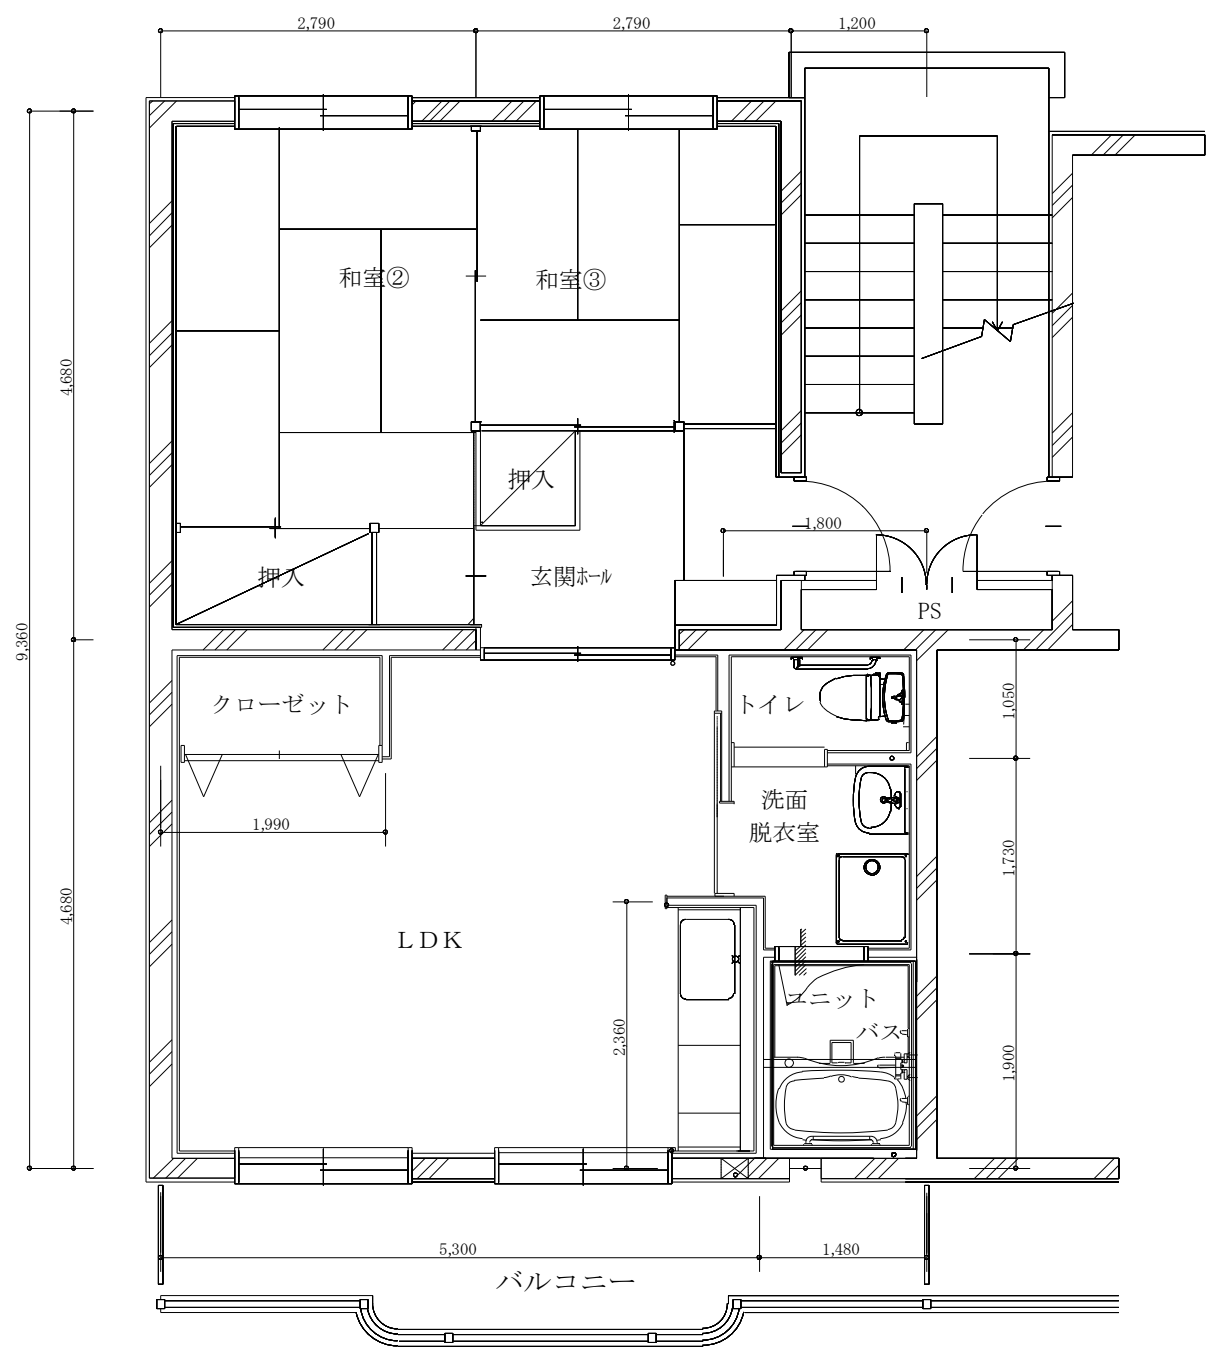 2,790
2,790
1,200
和室②
和室③
4,680
押入
1,800
押入
玄関ﾎｰﾙ
PS
9,360
クローゼット
トイレ
1,050
洗面
脱衣室
1,990
1,730
4,680
ＬＤＫ
ユニット
バス
2,360
1,900
5,300
1,480
バルコニー